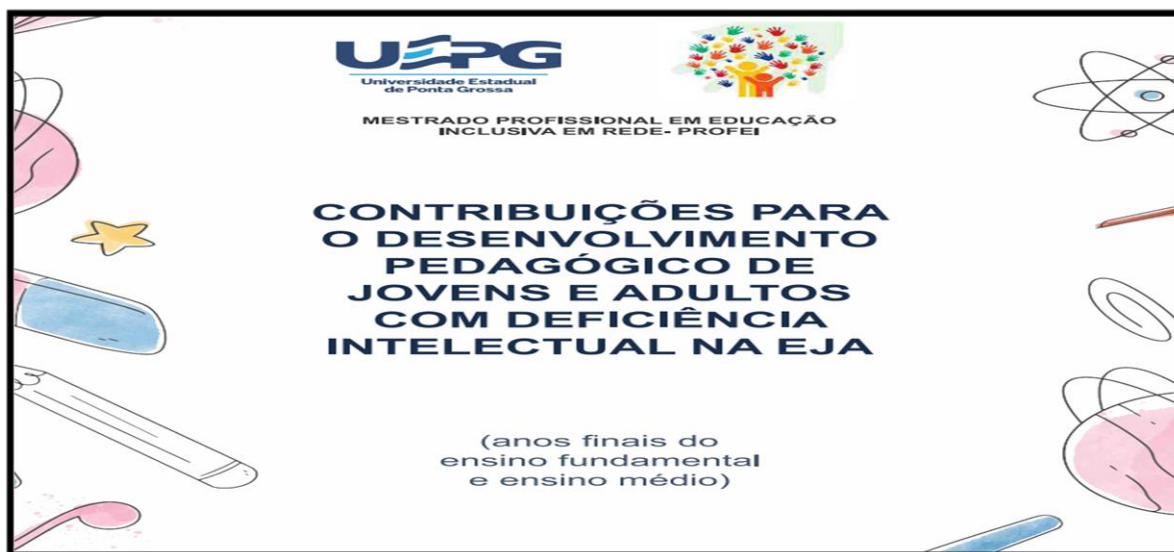 UEPG
Universidade Estadual
de Ponta Grossa
MESTRADO PROFISSIONAL EM EDUCAÇÃO
INCLUSIVA EM REDE- PROFEI
CONTRIBUIÇÕES PARA
O DESENVOLVIMENTO
PEDAGÓGICO DE
JOVENS E ADULTOS
COM DEFICIÊNCIA
INTELECTUAL NA EJA
(anos finais do
ensino fundamental
e ensino médio)